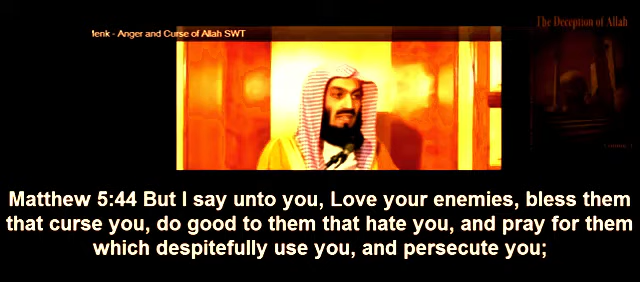 The Deception of Allah
Menk - Anger and Curse of Allah SWT
Matthew 5:44 But I say unto you, Love your enemies, bless them
that curse you, do good to them that hate you, and pray for them
which despitefully use you, and persecute you;